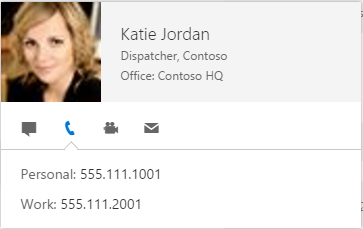 Katie Jordan
Dispatcher, Contoso
Office: Contoso HQ
Personal: 555.111.1001
Work: 555.111.2001